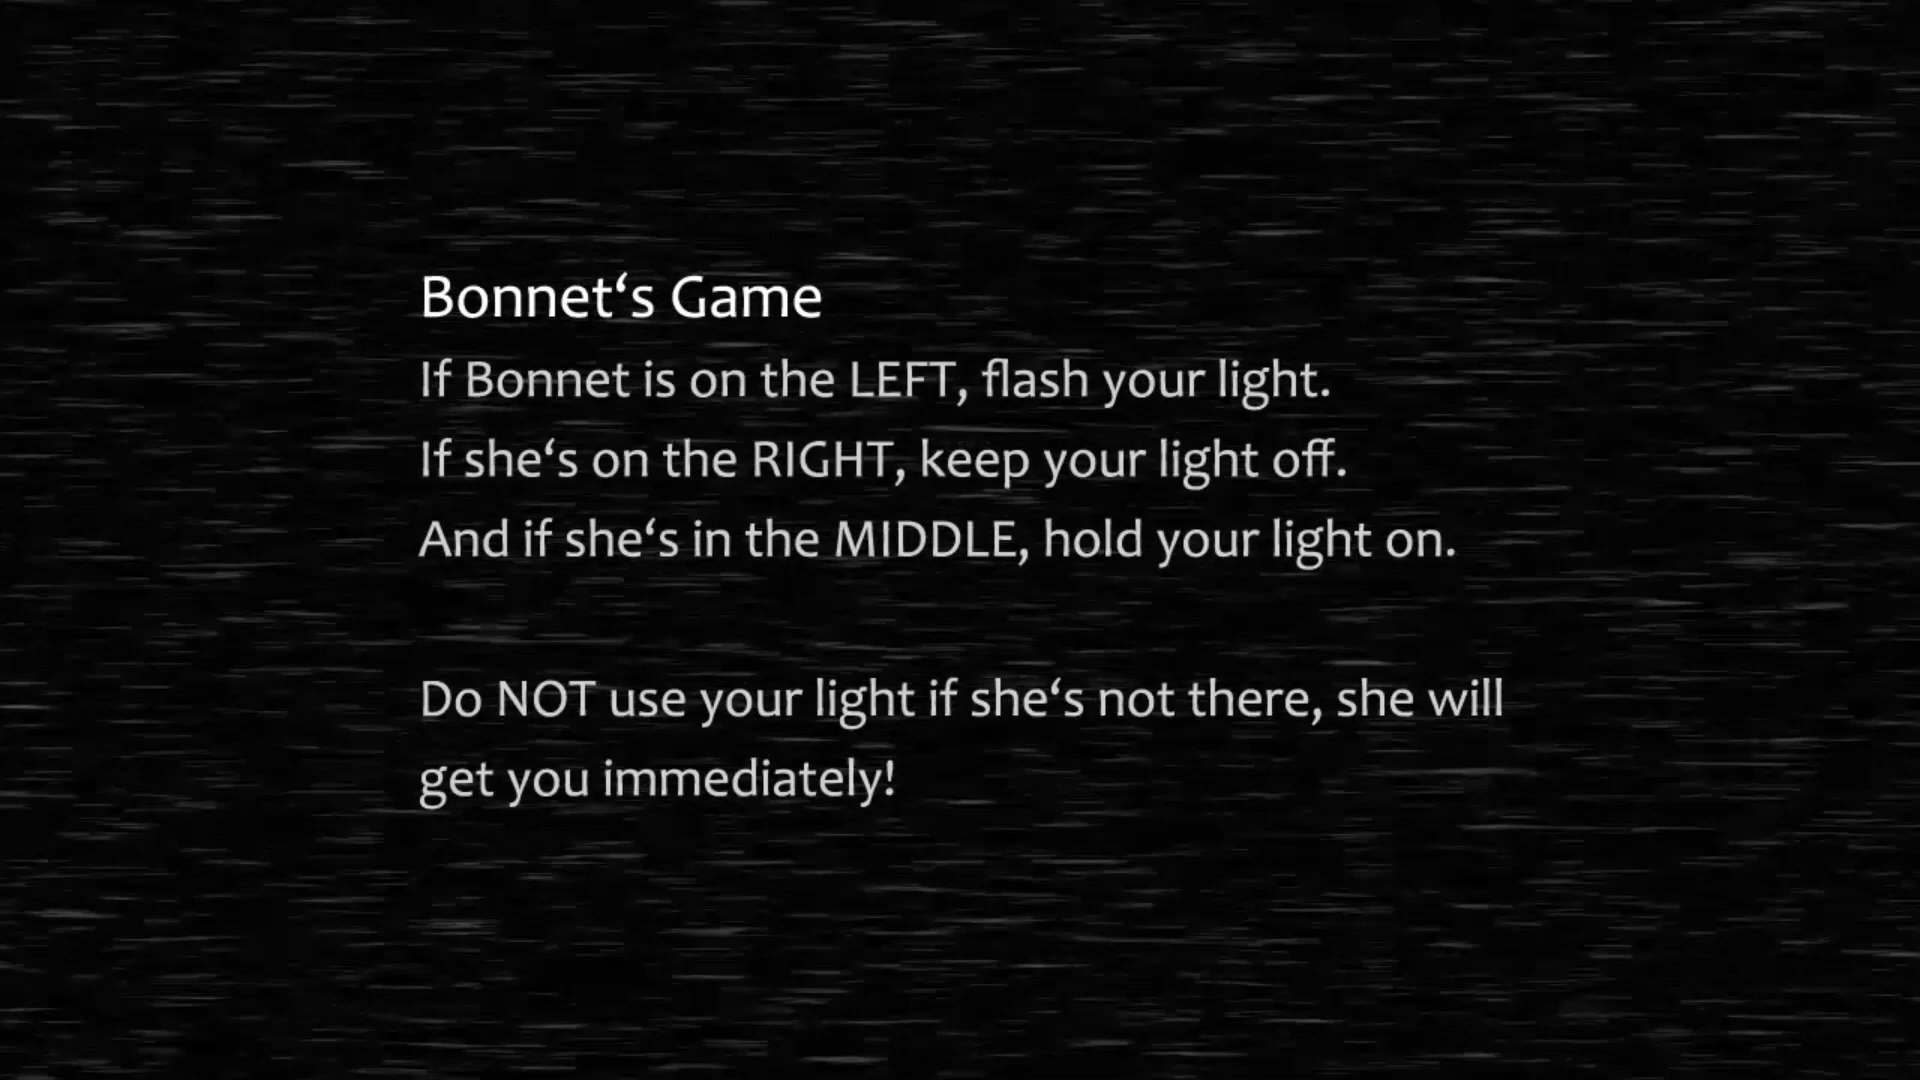 Bonnet‘s Game
If Bonnet is on the LEFT, flash your light.
If she‘s on the RIGHT, keep your light off.
And if she‘s in the MIDDLE, hold your light on.
Do NOT use your light if she‘s not there, she will
get you immediately!